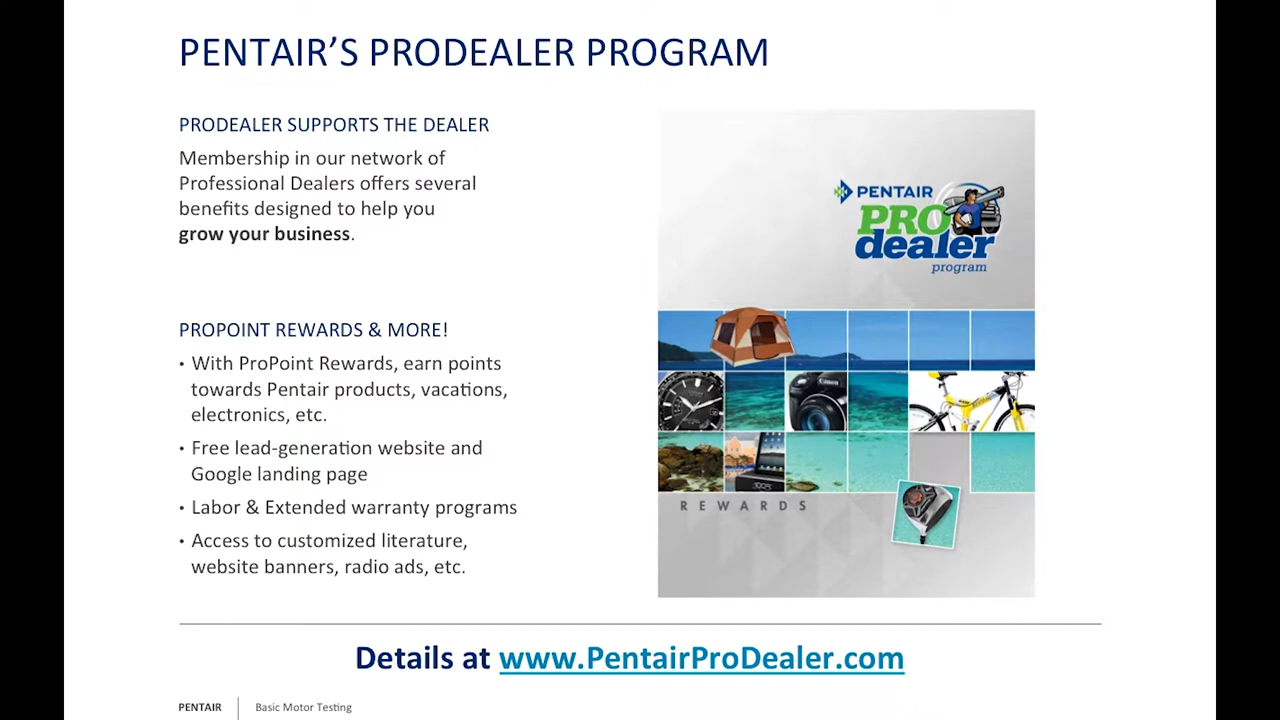 PENTAIR’S PRODEALER PROGRAM
PRODEALER SUPPORTS THE DEALER
Membership in our network of
Professional Dealers offers several
benefits designed to help you
grow your business.
PROPOINT REWARDS & MORE!
• With ProPoint Rewards, earn points
towards Pentair products, vacations,
electronics, etc.
• Free lead-generation website and
Google landing page
• Labor & Extended warranty programs
• Access to customized literature,
website banners, radio ads, etc.
PENTAIR
PRO
dealer
program
Canon
REWARDS
Details at www.PentairProDealer.com
PENTAIR
Basic Motor Testing